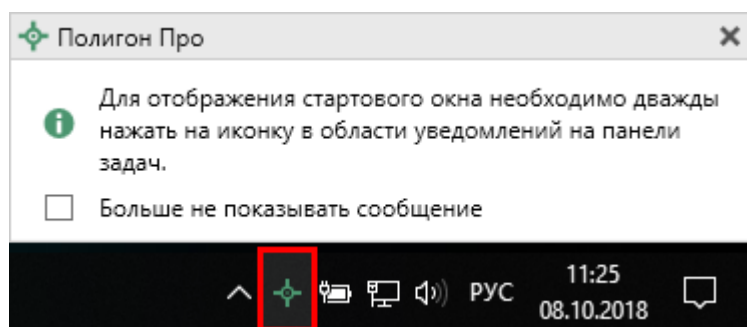 Полигон Про
Для отображения стартового окна необходимо дважды
нажать на иконку в области уведомлений на панели
задач.
Больше не показывать сообщение
РУС
11:25
08.10.2018